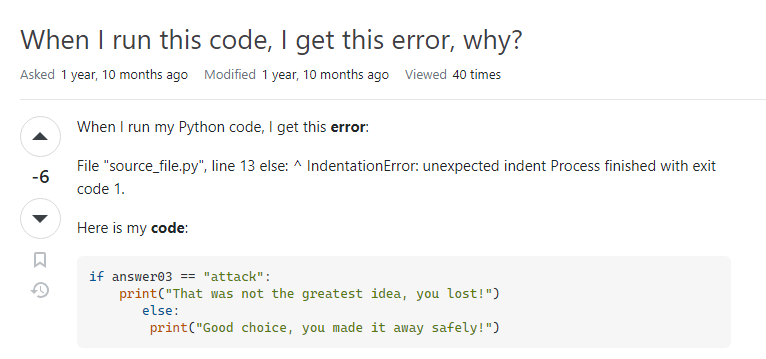 When I run this code, I get this error, why?
Asked 1 year, 10 months ago Modified 1 year, 10 months ago Viewed 40 times
When I run my Python code, I get this error:
-6
File "source_file.py", line 13 else: ^ IndentationError: unexpected indent Process finished with exit
code 1.
Here is my code:
if answer03 == "attack":
    print("That was not the greatest idea, you lost!")
       else:
        print("Good choice, you made it away safely!")